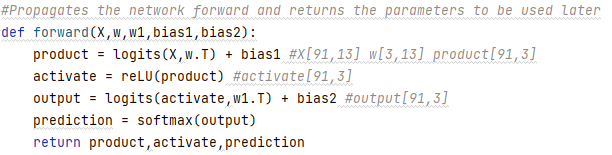 #Propagates the network forward and returns the parameters to be used later
def forward(X,w,w1,bias1,bias2):
    product = logits(X,w.T) + bias1 #X[91,13] w[3,13] product[91,3]
    activate = reLU(product) #activate[91,3]
    output = logits(activate,w1.T) + bias2 #output[91,3]
    prediction = softmax(output)
    return product,activate,prediction